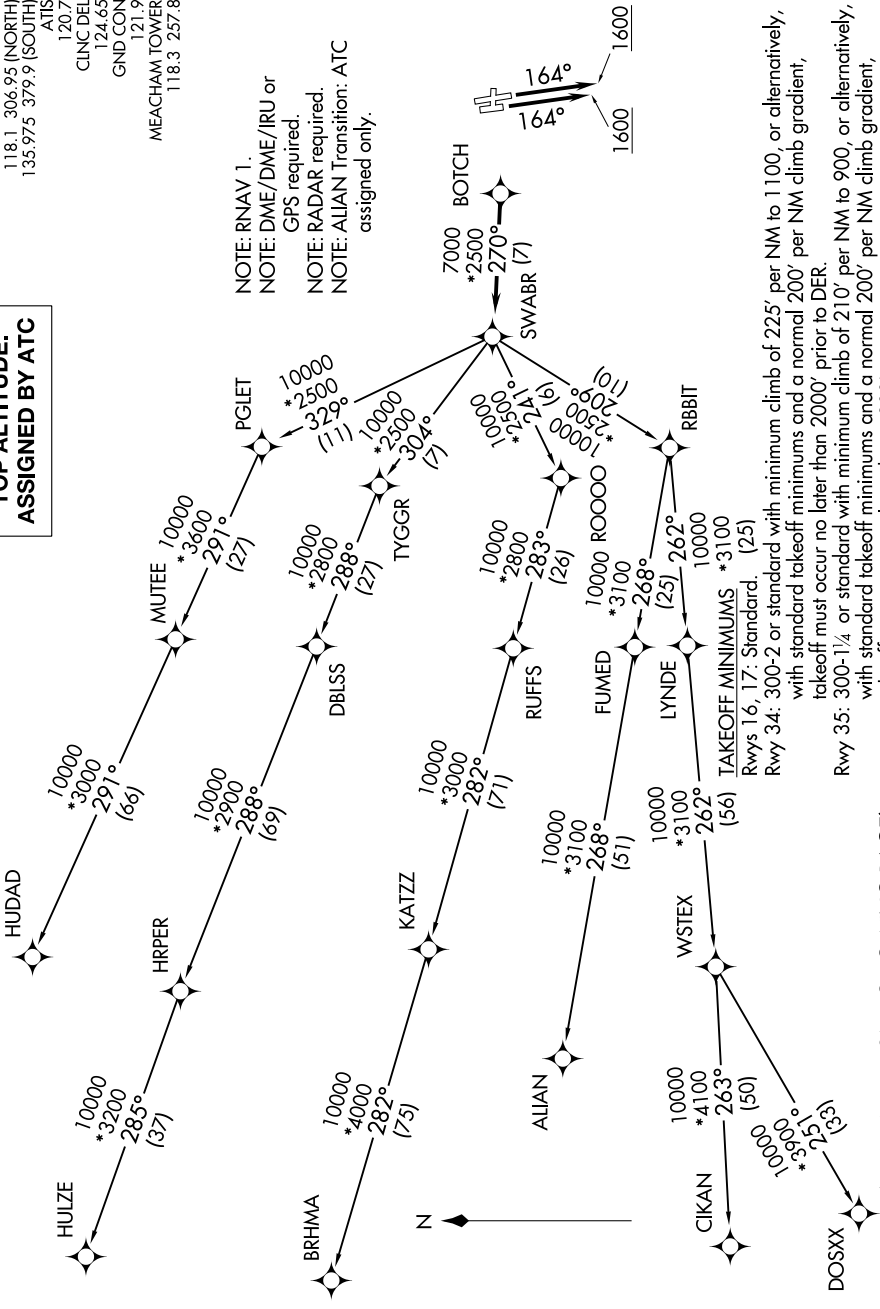 118.1 306.95 (NORTH)
135.975 379.9 (SOUTH)
ATIS
120.7
CLNC DEL
124.65
GND CON
121.9
MEACHAM TOWER
118.3 257.8
TOP ALTITUDE:
ASSIGNED BY ATC
NOTE: RNAV 1.
NOTE: DME/DME/IRU or
GPS required.
NOTE: RADAR required.
NOTE: ALIAN Transition: ATC
assigned only.
164°
164°
1600
1600
BOTCH
7000
*2500
270°
(7)
SWABR
10000
*2500
329°
(11)
PGLET
10000
*3600
291°
(27)
MUTEE
10000
*3000
291°
(66)
HUDAD
10000
*2500
304°
(7)
TYGGR
10000
*2800
288°
(27)
DBLSS
10000
*2900
288°
(69)
HRPER
10000
*3200
285°
(37)
HULZE
10000
*2500
241°
(6)
ROOOO
10000
*2800
283°
(26)
RUFFS
10000
*3000
282°
(71)
KATZZ
10000
*4000
282°
(75)
BRHMA
10000
*2500
209°
(10)
RBBIT
10000
*3100
268°
(25)
FUMED
10000
*3100
268°
(51)
ALIAN
262°
10000
*3100
(25)
LYNDE
10000
*3100
262°
(56)
WSTEX
10000
*4100
263°
(50)
CIKAN
10000
*3900
251°
(33)
DOSXX
N
TAKEOFF MINIMUMS
Rwys 16, 17: Standard.
Rwy 34: 300-2 or standard with minimum climb of 225' per NM to 1100, or alternatively,
with standard takeoff minimums and a normal 200' per NM climb gradient,
takeoff must occur no later than 2000' prior to DER.
Rwy 35: 300-1¼ or standard with minimum climb of 210' per NM to 900, or alternatively,
with standard takeoff minimums and a normal 200' per NM climb gradient,